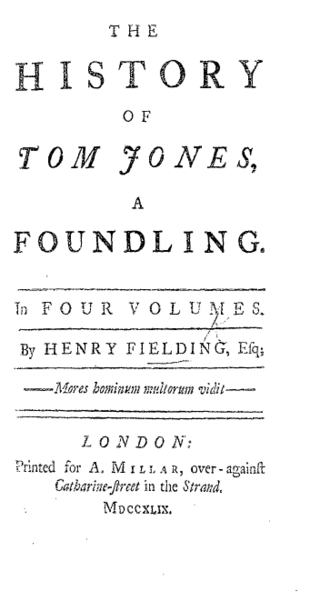 THE
HISTORY
OF
TOM JONES,
A
FOUNDLING.
In FOUR VOLUMES.
By HENRY FIELDING, Eſq;
Mores hominum multorum vidit
LONDON:
Printed for A. MILLAR, over-againſt
Catharine-ſtreet in the Strand.
MDCCXLIX.